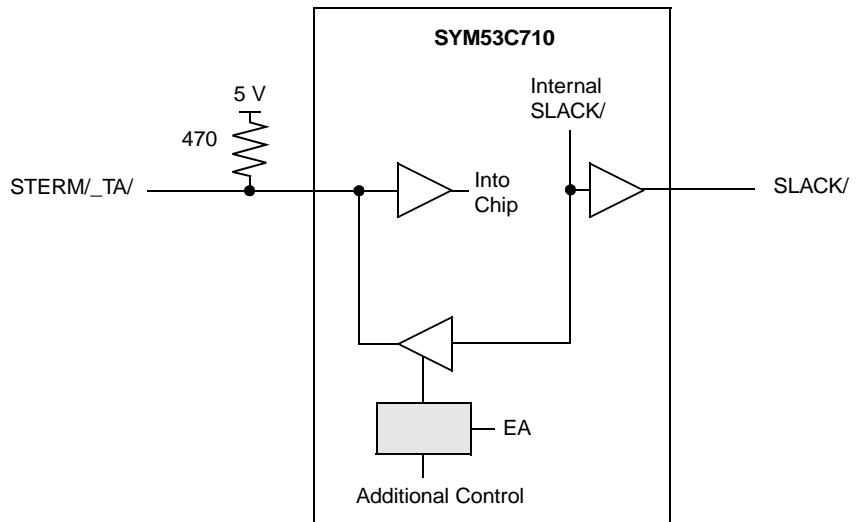 SYM53C710
5 V
470
Internal
SLACK/
STERM/_TA/
Into
Chip
SLACK/
EA
Additional Control